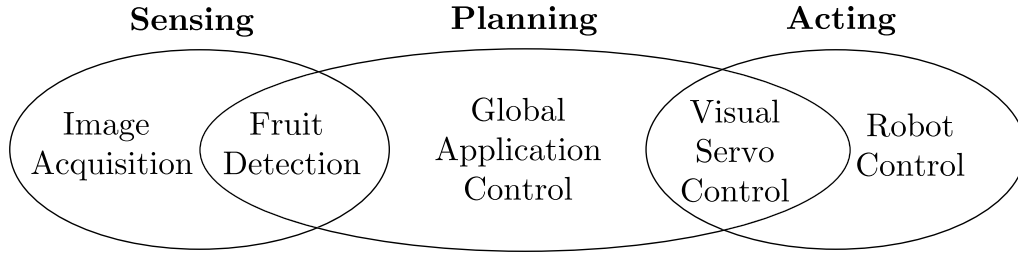 Sensing
Planning
Acting
Image
Acquisition
Fruit
Detection
Global
Application
Control
Visual
Servo
Control
Robot
Control